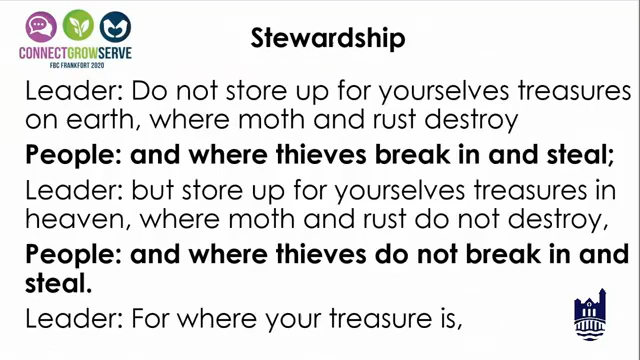 Stewardship
CONNECTGROWSERVE
FBC FRANKFORT 2020
Leader: Do not store up for yourselves treasures
on earth, where moth and rust destroy
People: and where thieves break in and steal;
Leader: but store up for yourselves treasures in
heaven, where moth and rust do not destroy,
People: and where thieves do not break in and
steal.
Leader: For where your treasure is,